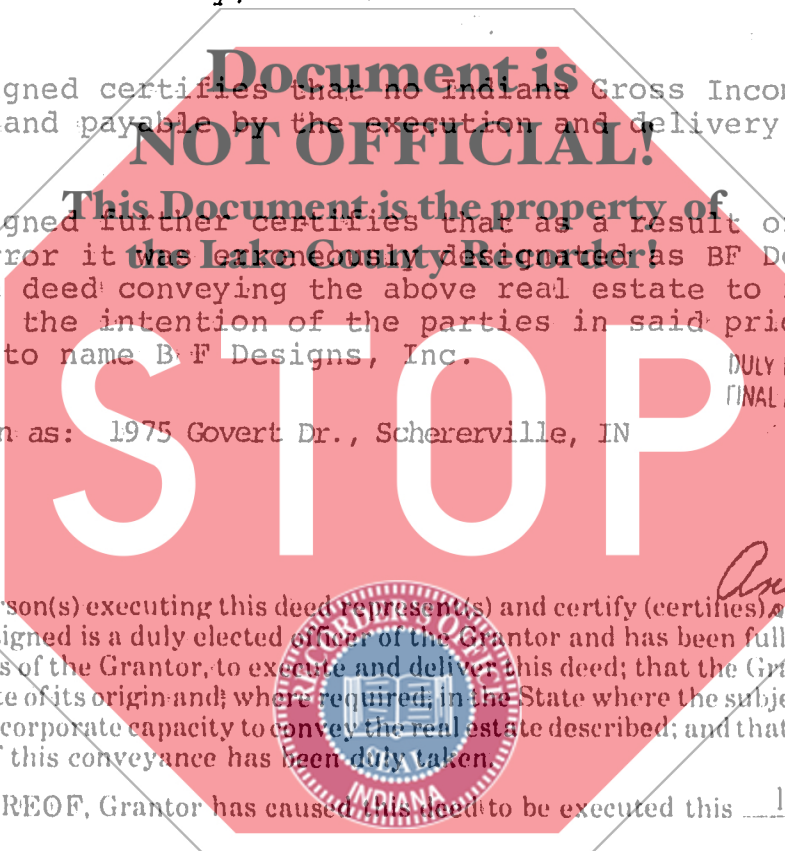 Document is
gned certifies that no Indiana Gross Incom
and payable by the execution and delivery
NOT OFFICIAL!
This Document is the property of
gned further certifies that as a result o
ror it was erroneously designated as BF De
the Lake County Recorder!
deed conveying the above real estate to
the intention of the parties in said prio
to name B F Designs, Inc.
DULY
FINAL
STOP
n as: 1975 Govert Dr., Schererville, IN
rson(s) executing this deed represent(s) and certify (certifies)
igned is a duly elected officer of the Grantor and has been full
s of the Grantor, to execute and deliver this deed; that the Gra
te of its origin and, where required, in the State where the subje
corporate capacity to convey the real estate described; and that
f this conveyance has been duly taken.
RECORDER'S OFFICE
SEAL
INDIANA
REOF, Grantor has caused this deed to be executed this